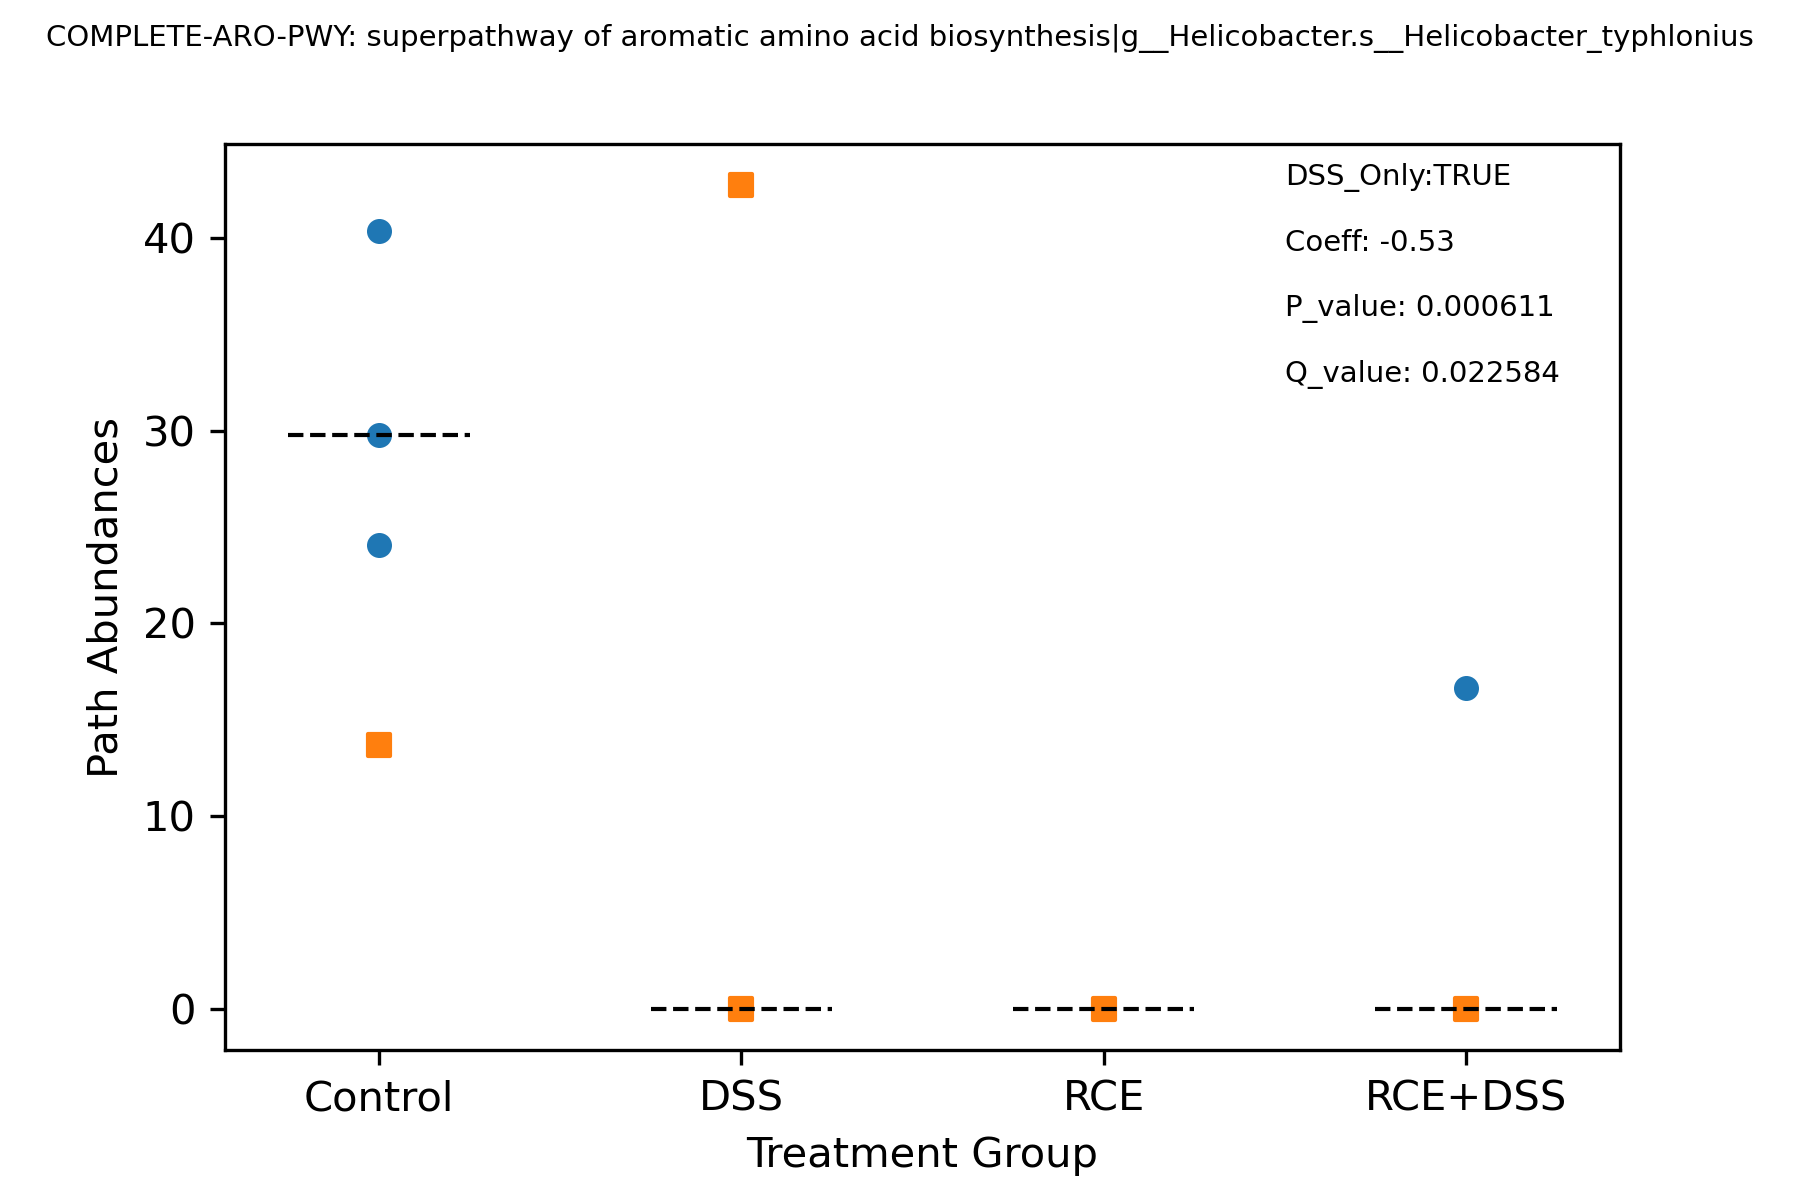 COMPLETE-ARO-PWY: superpathway of aromatic amino acid biosynthesis|g__Helicobacter.s__Helicobacter_typhlonius
DSS_Only:TRUE
Coeff: -0.53
P_value: 0.000611
Q_value: 0.022584
Path Abundances
40
30
20
10
0
Control DSS RCE RCE+DSS
Treatment Group